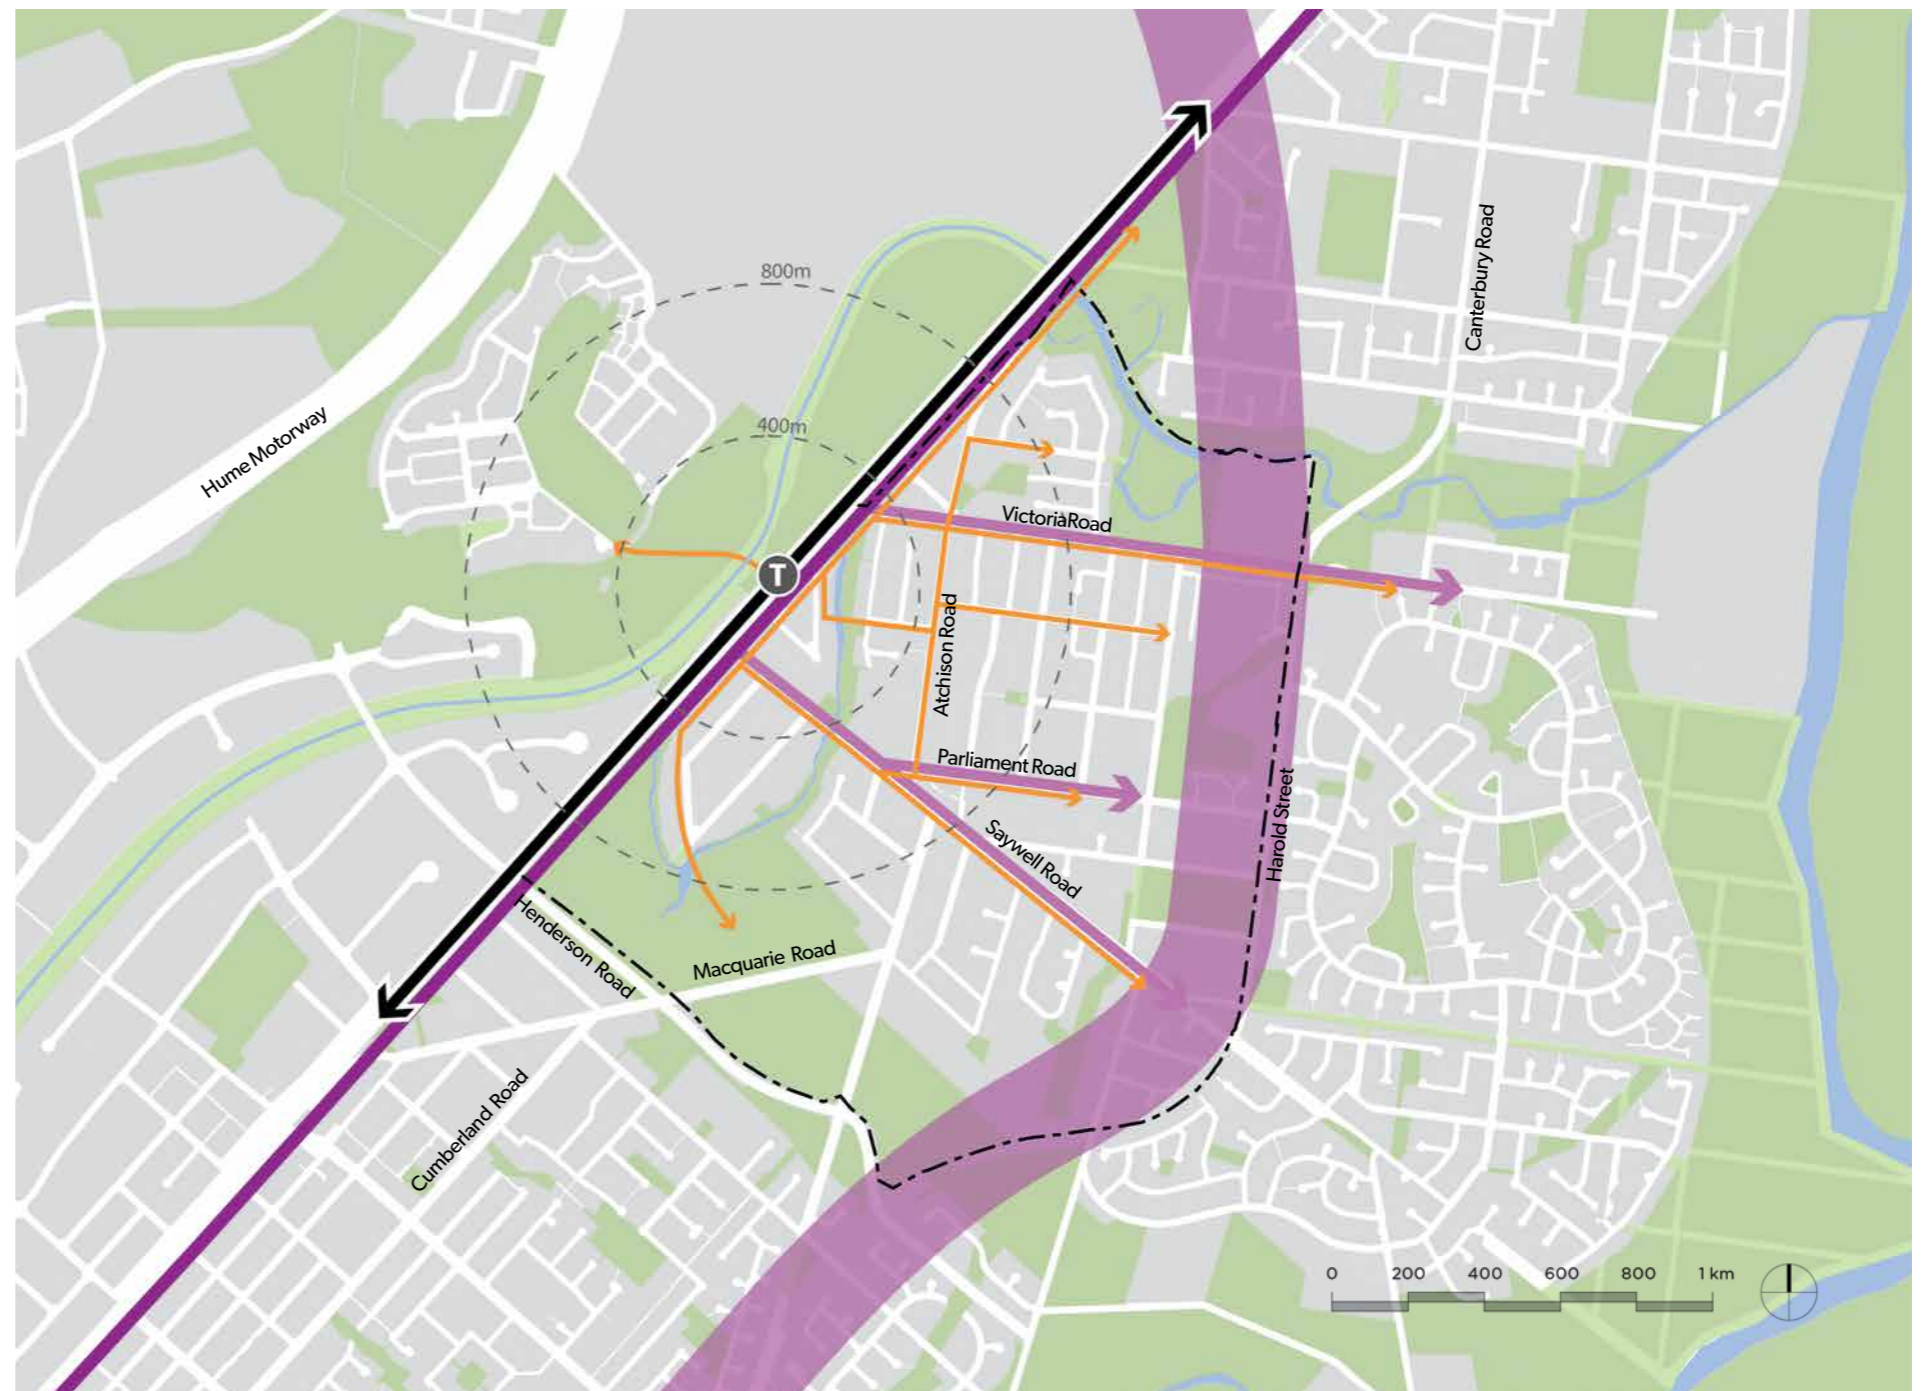 800m
Canterbury Road
400m
Hume Motorway
VictoriaRoad
T
Atchison Road
Parliament Road
Saywell Road
Harold Street
Henderson Road
Macquarie Road
Cumberland Road
0 200 400 600 800 1 km